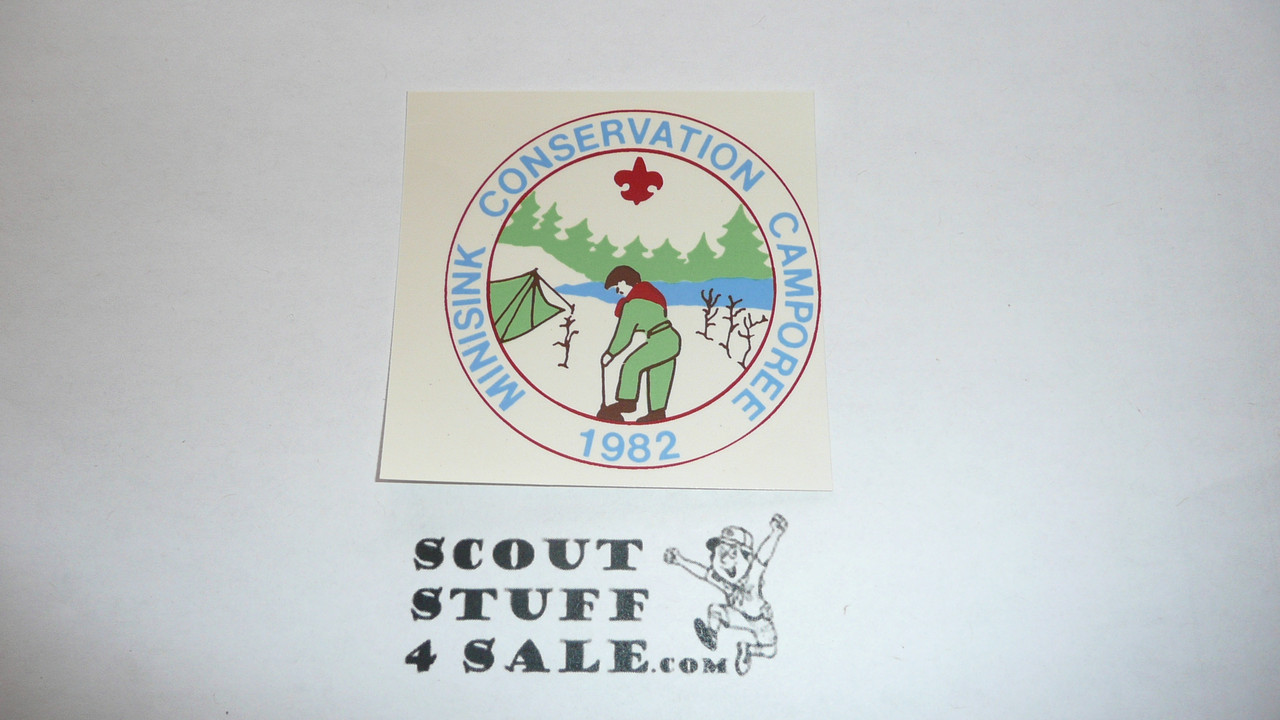 MINISINK CONSERVATION CAMPOREE
1982
SCOUT
STUFF
4 SALE.COM